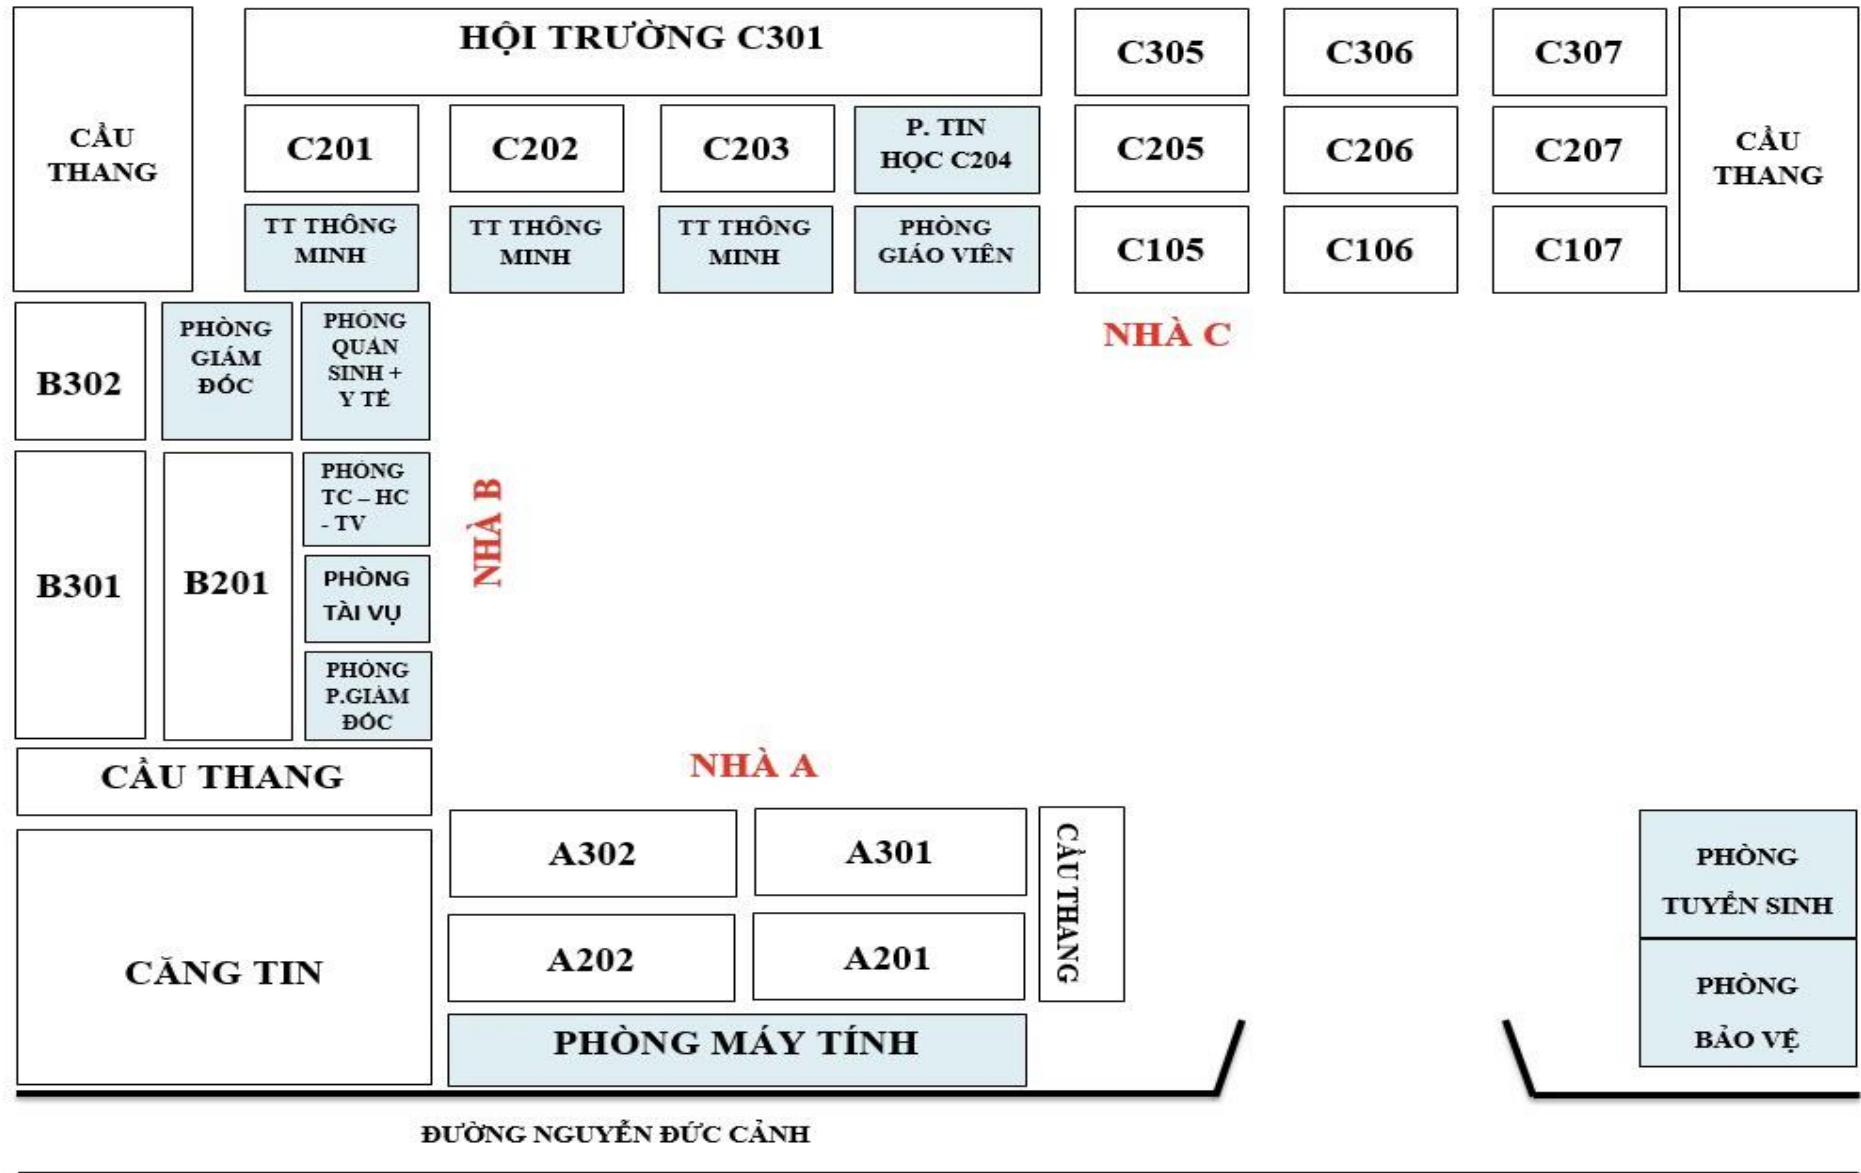 CẦU
THANG
HỘI TRƯỜNG C301
C305
C306
C307
CẦU
THANG
C201
C202
C203
P. TIN
HỌC C204
C205
C206
C207
TT THÔNG
MINH
TT THÔNG
MINH
TT THÔNG
MINH
PHÒNG
GIÁO VIÊN
C105
C106
C107
NHÀ C
B302
PHÒNG
GIÁM
ĐỐC
PHÒNG
QUẢN
SINH +
Y TẾ
B301
B201
PHÒNG
TC – HC
- TV
PHÒNG
TÀI VỤ
PHÒNG
P.GIÁM
ĐỐC
NHÀ B
CẦU THANG
NHÀ A
CĂNG TIN
A302
A301
A202
A201
CẦU THANG
PHÒNG MÁY TÍNH
PHÒNG
TUYỂN SINH
PHÒNG
BẢO VỆ
ĐƯỜNG NGUYỄN ĐỨC CẢNH